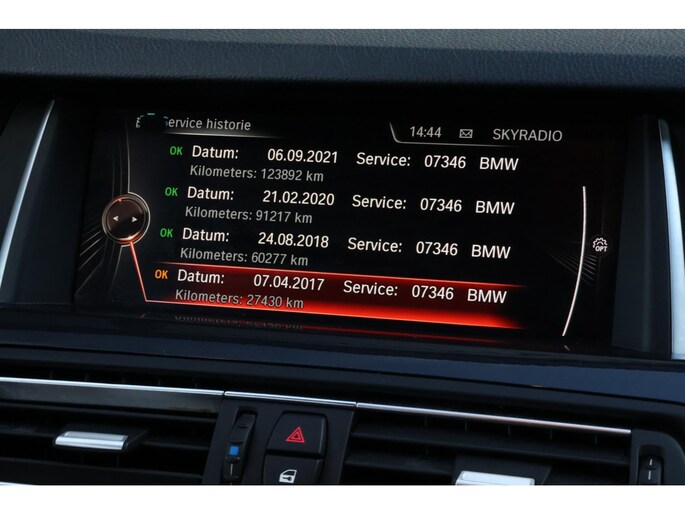 Service historie
14:44 SKYRADIO
OK Datum: 06.09.2021 Service: 07346 BMW
Kilometers: 123892 km
OK Datum: 21.02.2020 Service: 07346 BMW
Kilometers: 91217 km
OK Datum: 24.08.2018 Service: 07346 BMW
Kilometers: 60277 km
OK Datum: 07.04.2017 Service: 07346 BMW
Kilometers: 27430 km
OPT